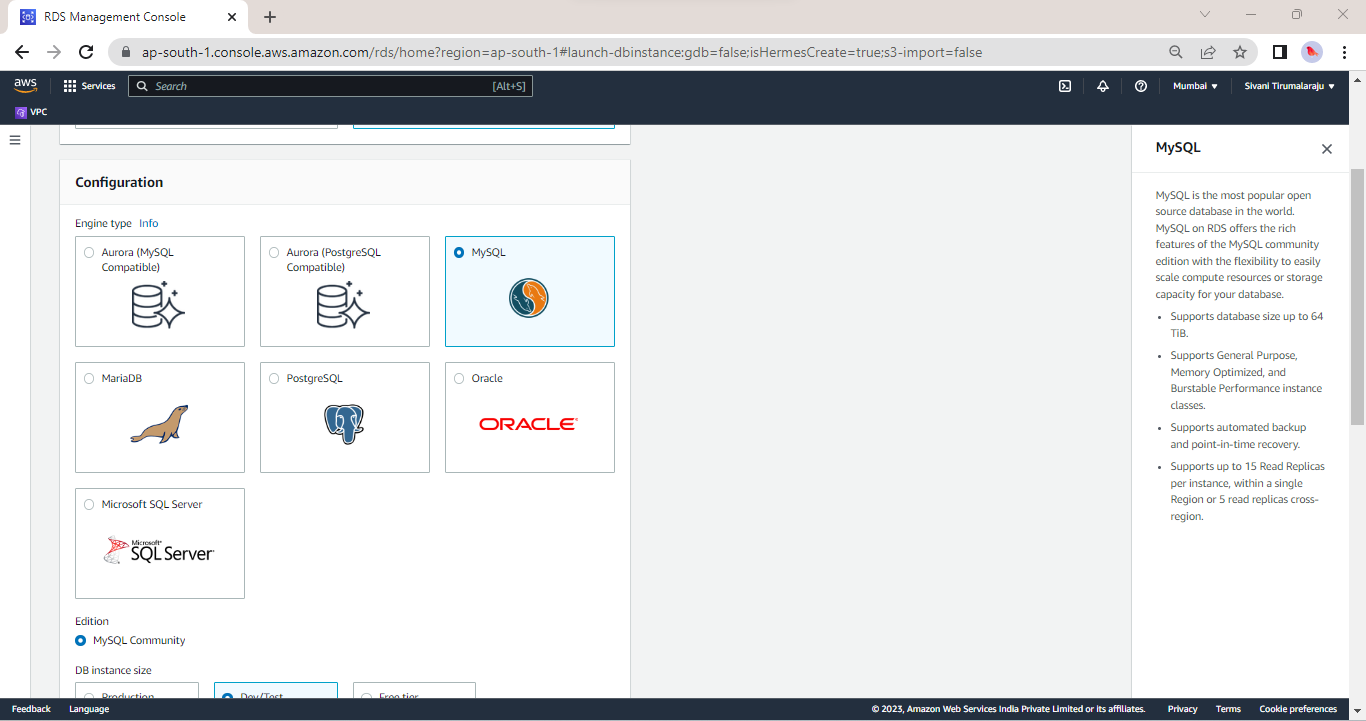 RDS Management Console
ap-south-1.console.aws.amazon.com/rds/home?region=ap-south-1#launch-dbinstance:gdb=false;isHermesCreate=true;s3-import=false
aws
Services
Search
[Alt+S]
Mumbai
Sivani Tirumalaraju
VPC
Configuration
Engine type Info
Aurora (MySQL
Compatible)
Aurora (PostgreSQL
Compatible)
MySQL
MariaDB
PostgreSQL
Oracle
ORACLE
Microsoft SQL Server
Microsoft
SQL Server
Edition
MySQL Community
DB instance size
Production
Dev/Test
Free tier
MySQL
MySQL is the most popular open
source database in the world.
MySQL on RDS offers the rich
features of the MySQL community
edition with the flexibility to easily
scale compute resources or storage
capacity for your database.
• Supports database size up to 64
TiB.
• Supports General Purpose,
Memory Optimized, and
Burstable Performance instance
classes.
• Supports automated backup
and point-in-time recovery.
• Supports up to 15 Read Replicas
per instance, within a single
Region or 5 read replicas cross-
region.
Feedback
Language
© 2023, Amazon Web Services India Private Limited or its affiliates.
Privacy
Terms
Cookie preferences